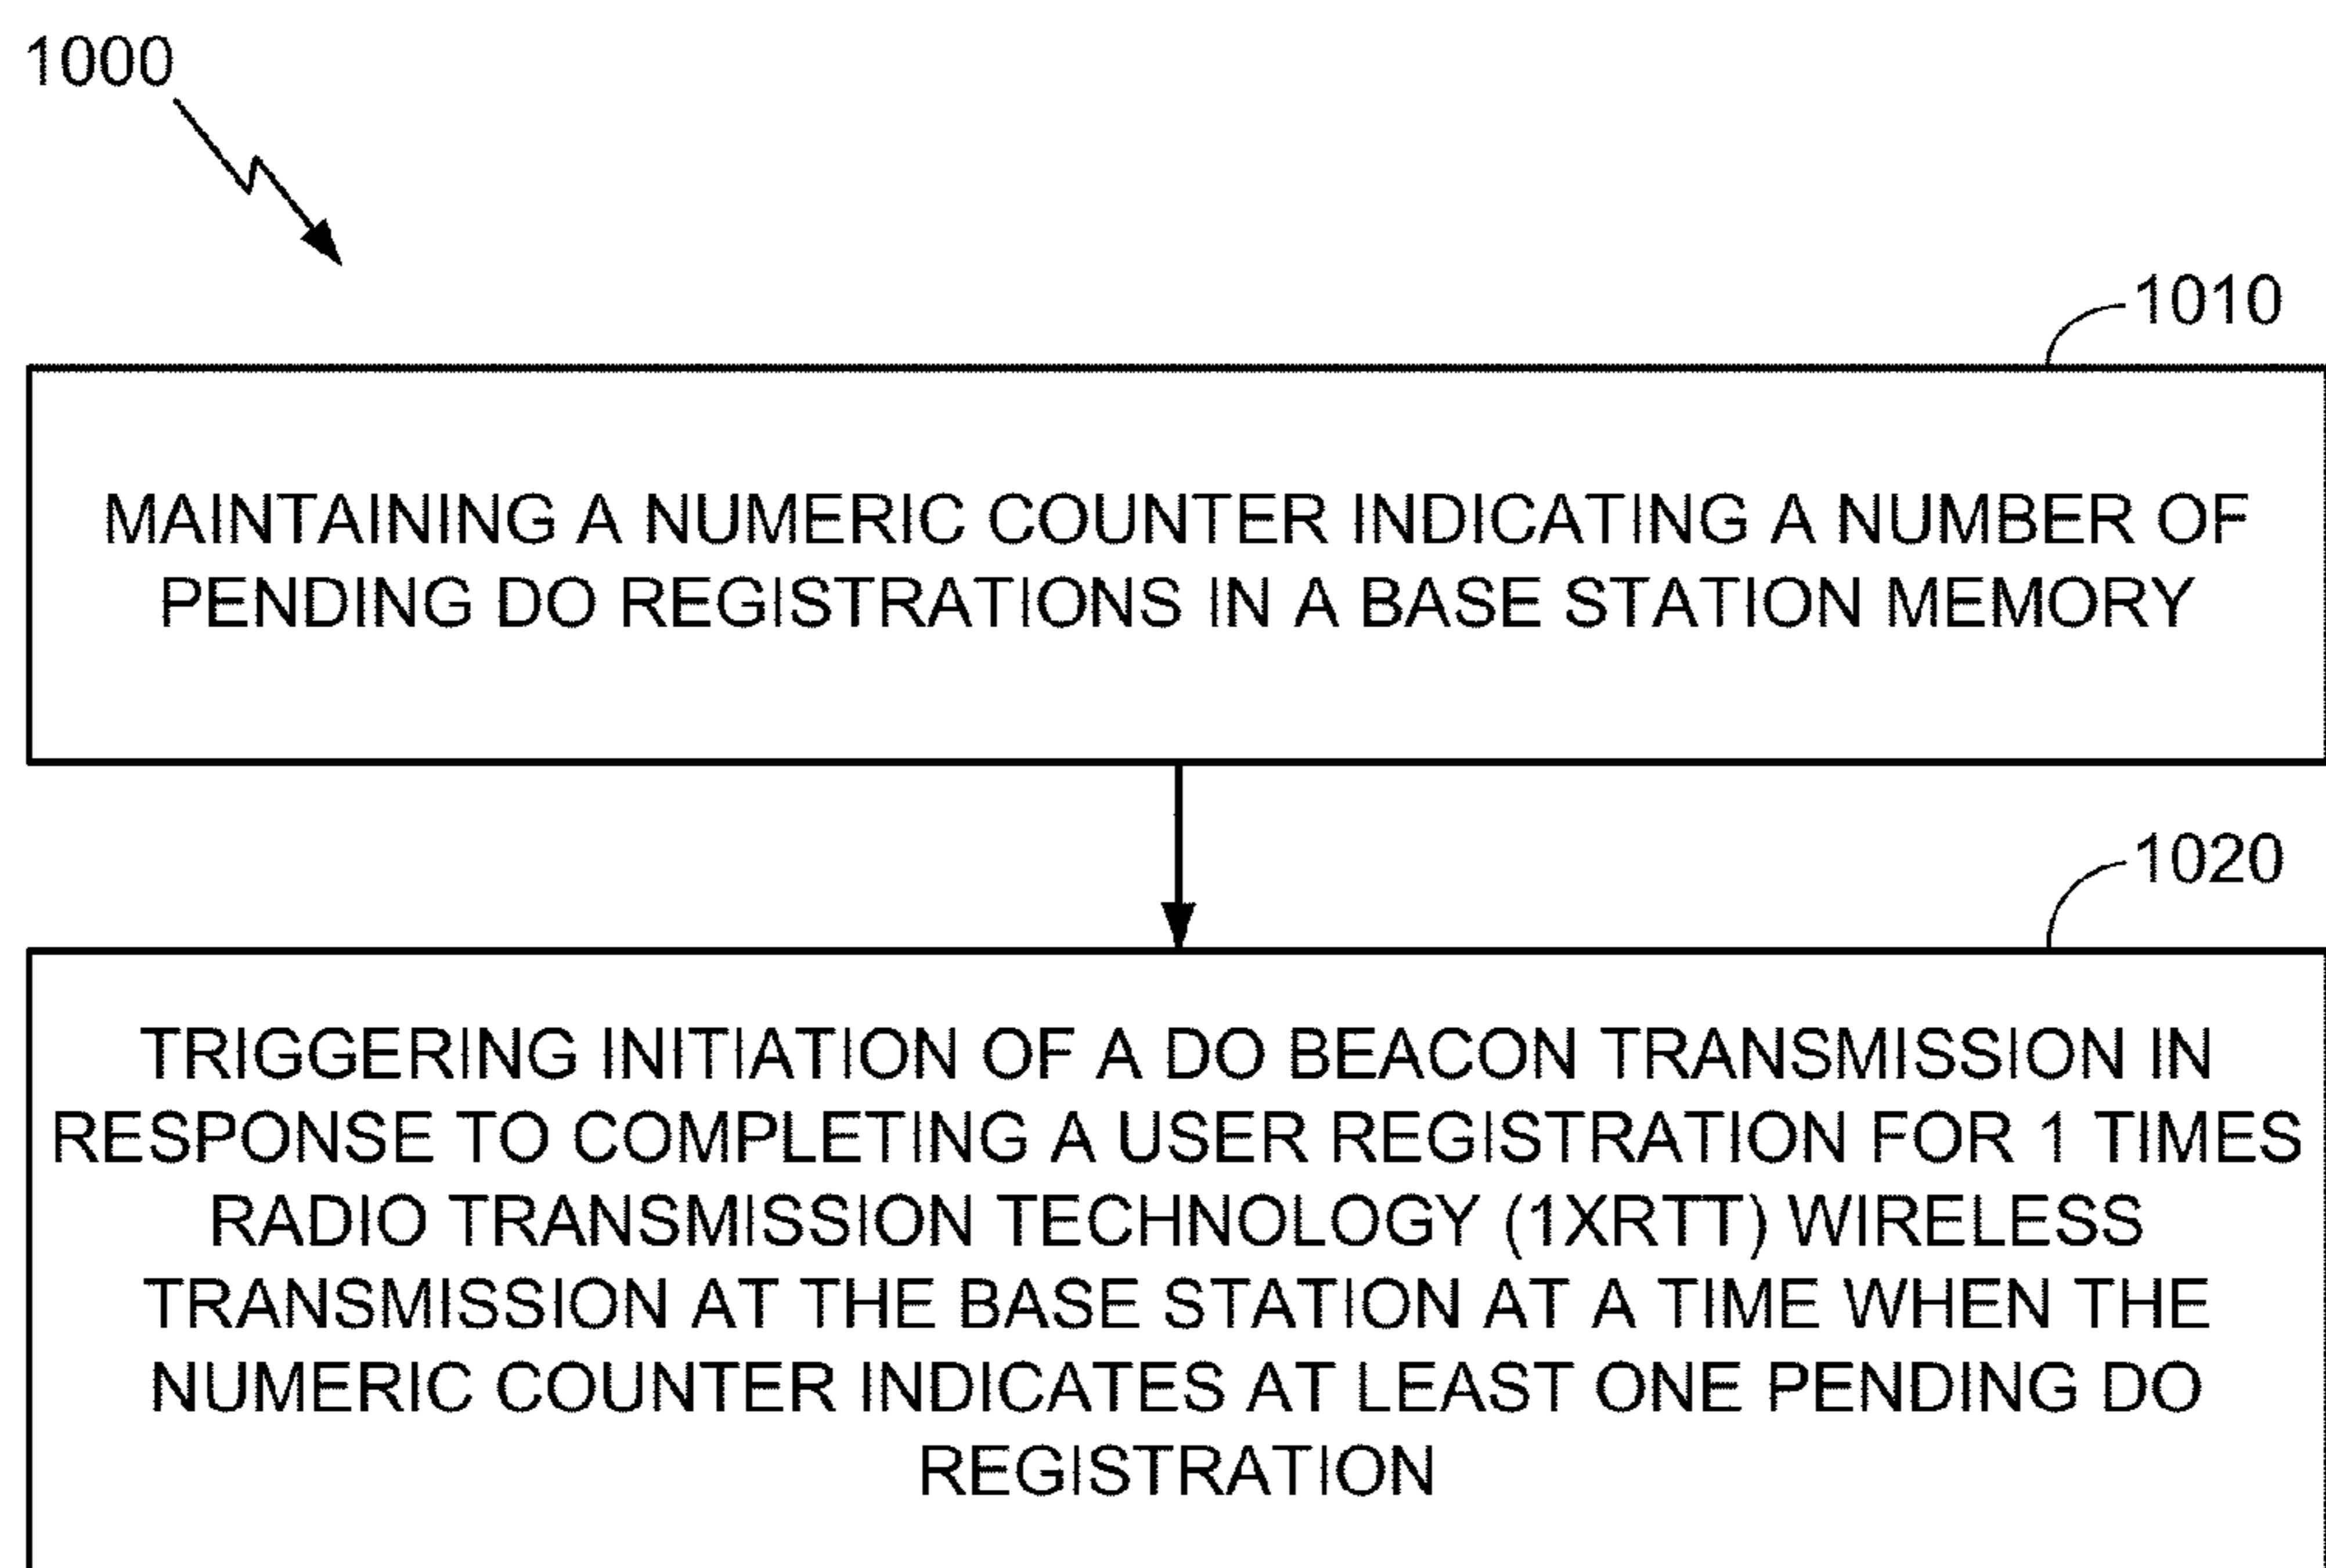 1000
1010
MAINTAINING A NUMERIC COUNTER INDICATING A NUMBER OF
PENDING DO REGISTRATIONS IN A BASE STATION MEMORY
1020
TRIGGERING INITIATION OF A DO BEACON TRANSMISSION IN
RESPONSE TO COMPLETING A USER REGISTRATION FOR 1 TIMES
RADIO TRANSMISSION TECHNOLOGY (1XRTT) WIRELESS
TRANSMISSION AT THE BASE STATION AT A TIME WHEN THE
NUMERIC COUNTER INDICATES AT LEAST ONE PENDING DO
REGISTRATION